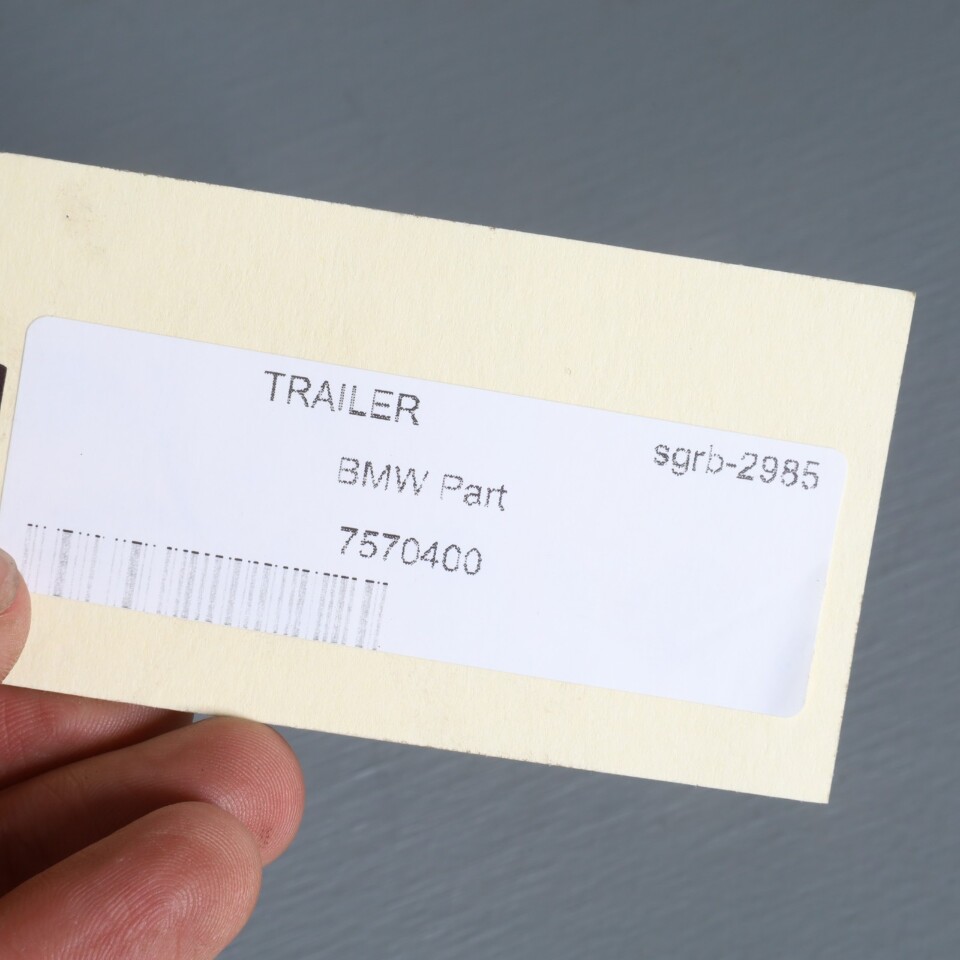 TRAILER
sgrb-2985
BMW Part
7570400